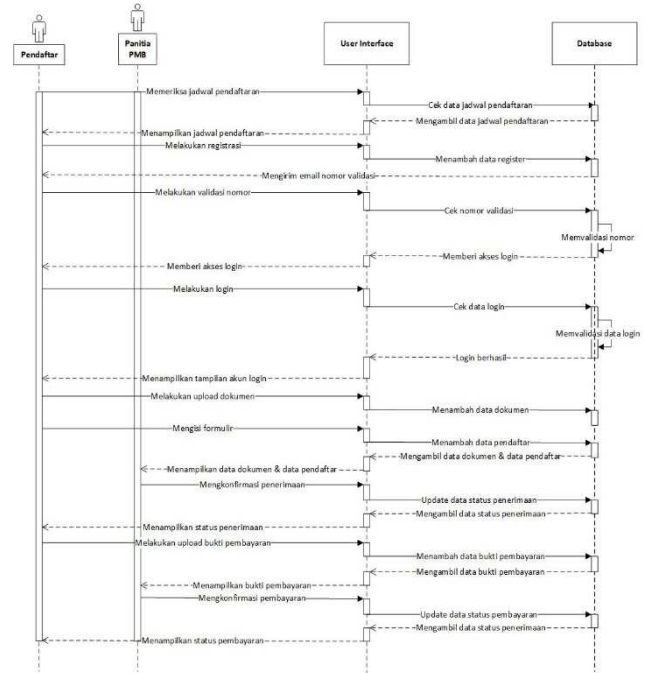 Pendaftar
Panitia
PMB
User Interface
Database
Memeriksa jadwal pendaftaran
Cek data jadwal pendaftaran
Mengambil data jadwal pendaftaran
Menampilkan jadwal pendaftaran
Melakukan registrasi
Menambah data register
Mengirim email nomor validasi
Melakukan validasi nomor
Cek nomor validasi
Memvalidasi nomor
Memberi akses login
Memberi akses login
Melakukan login
Cek data login
Memvalidasi data login
Login berhasil
Menampilkan tampilan akun login
Melakukan upload dokumen
Menambah data dokumen
Mengisi formulir
Menambah data pendaftar
Mengambil data dokumen & data pendaftar
Menampilkan data dokumen & data pendaftar
Mengkonfirmasi penerimaan
Update data status penerimaan
Mengambil data status penerimaan
Menampilkan status penerimaan
Melakukan upload bukti pembayaran
Menambah data bukti pembayaran
Mengambil data bukti pembayaran
Menampilkan bukti pembayaran
Mengkonfirmasi pembayaran
Update data status pembayaran
Mengambil data status penerimaan
Menampilkan status pembayaran